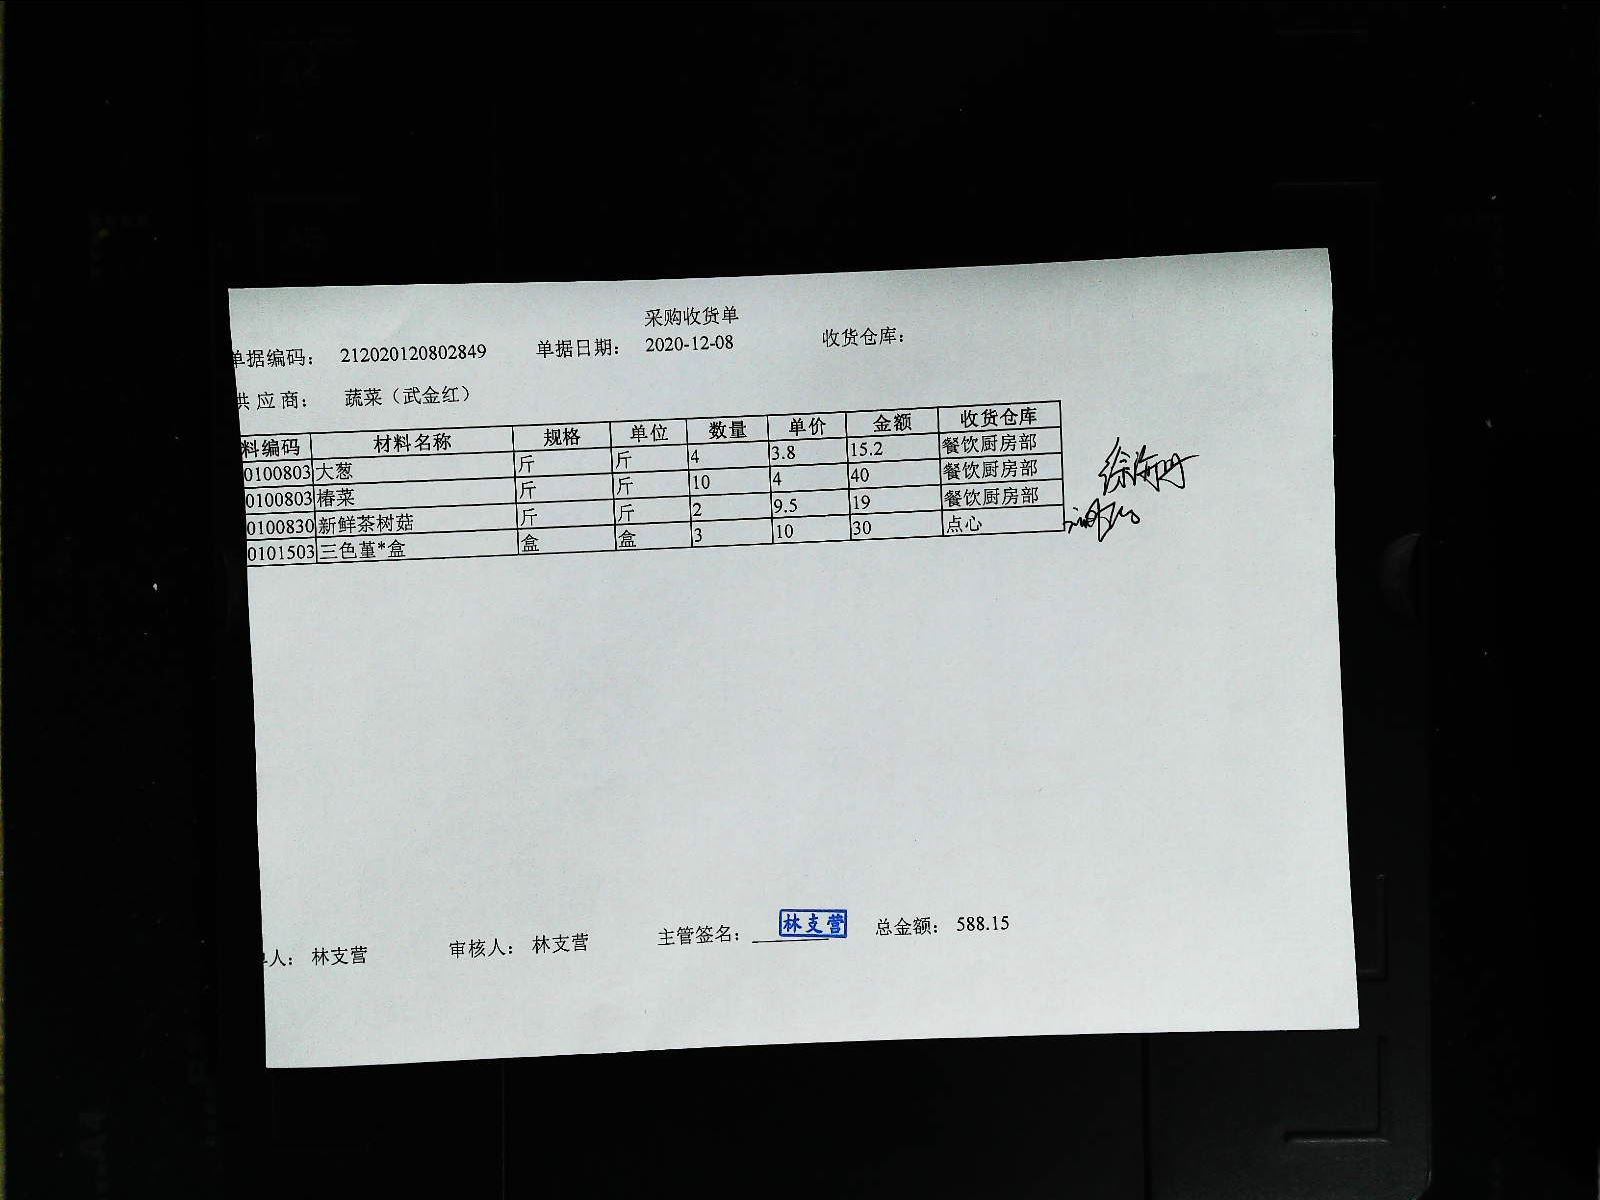 采购收货单
单据编码： 212020120802849 单据日期： 2020-12-08 收货仓库：
供应商： 蔬菜（武金红）
料编码 材料名称 规格 单位 数量 单价 金额 收货仓库
0100803 大葱 斤 斤 4 3.8 15.2 餐饮厨房部
0100803 椿菜 斤 斤 10 4 40 餐饮厨房部
0100830 新鲜茶树菇 斤 斤 2 9.5 19 餐饮厨房部
0101503 三色堇*盒 盒 盒 3 10 30 点心
人： 林支营 审核人： 林支营 主管签名： 林支营 总金额： 588.15